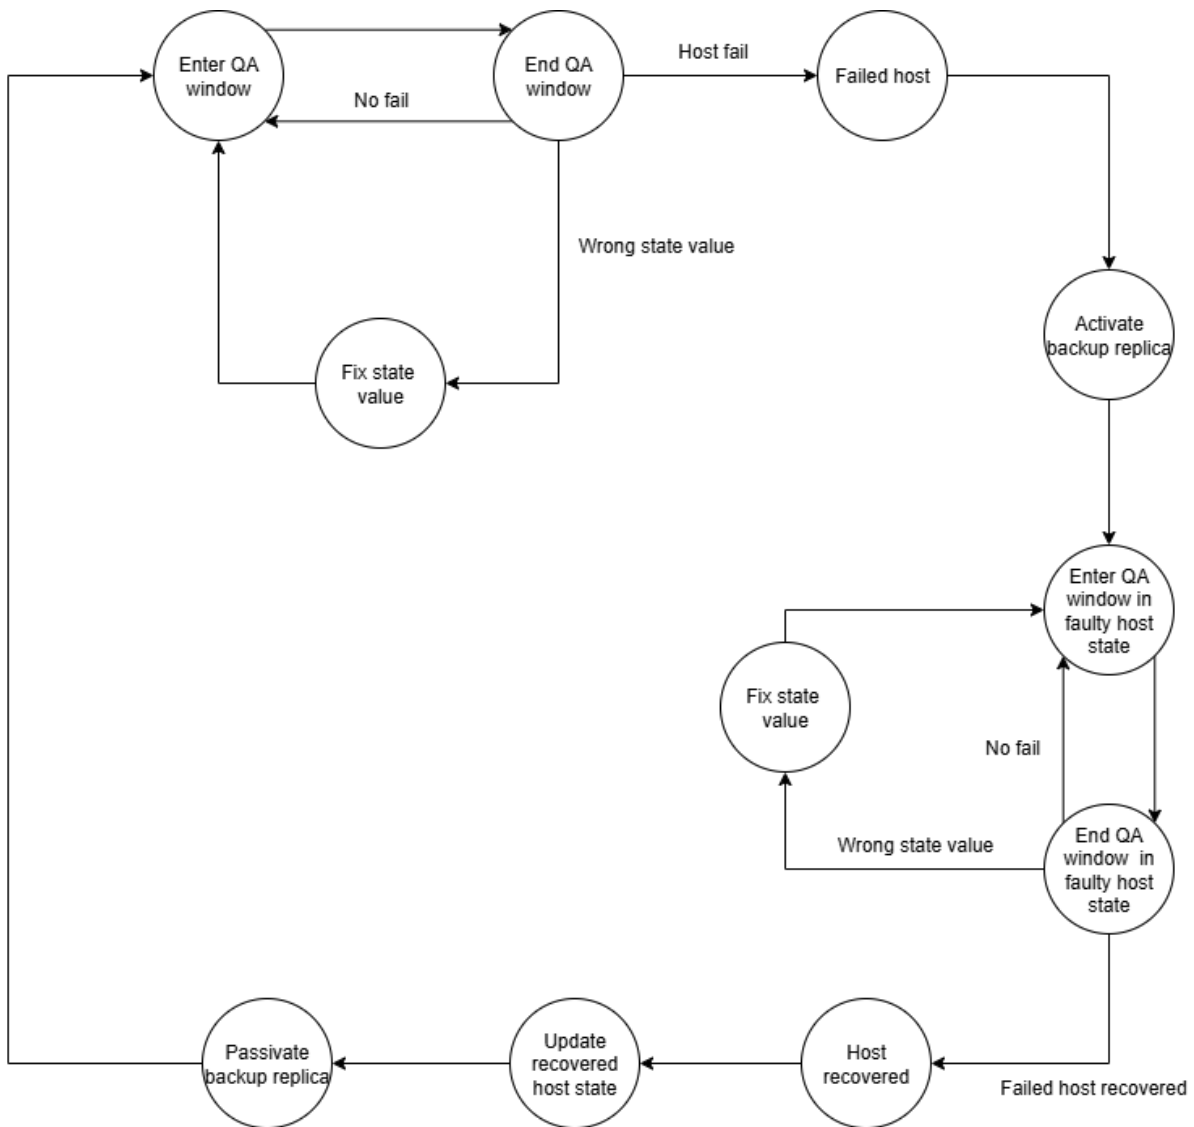 Enter QA
window
No fail
End QA
window
Host fail
Failed host
Wrong state value
Fix state
value
Activate
backup replica
Enter QA
window in
faulty host
state
Fix state
value
No fail
Wrong state value
End QA
window in
faulty host
state
Passivate
backup replica
Update
recovered
host state
Host
recovered
Failed host recovered